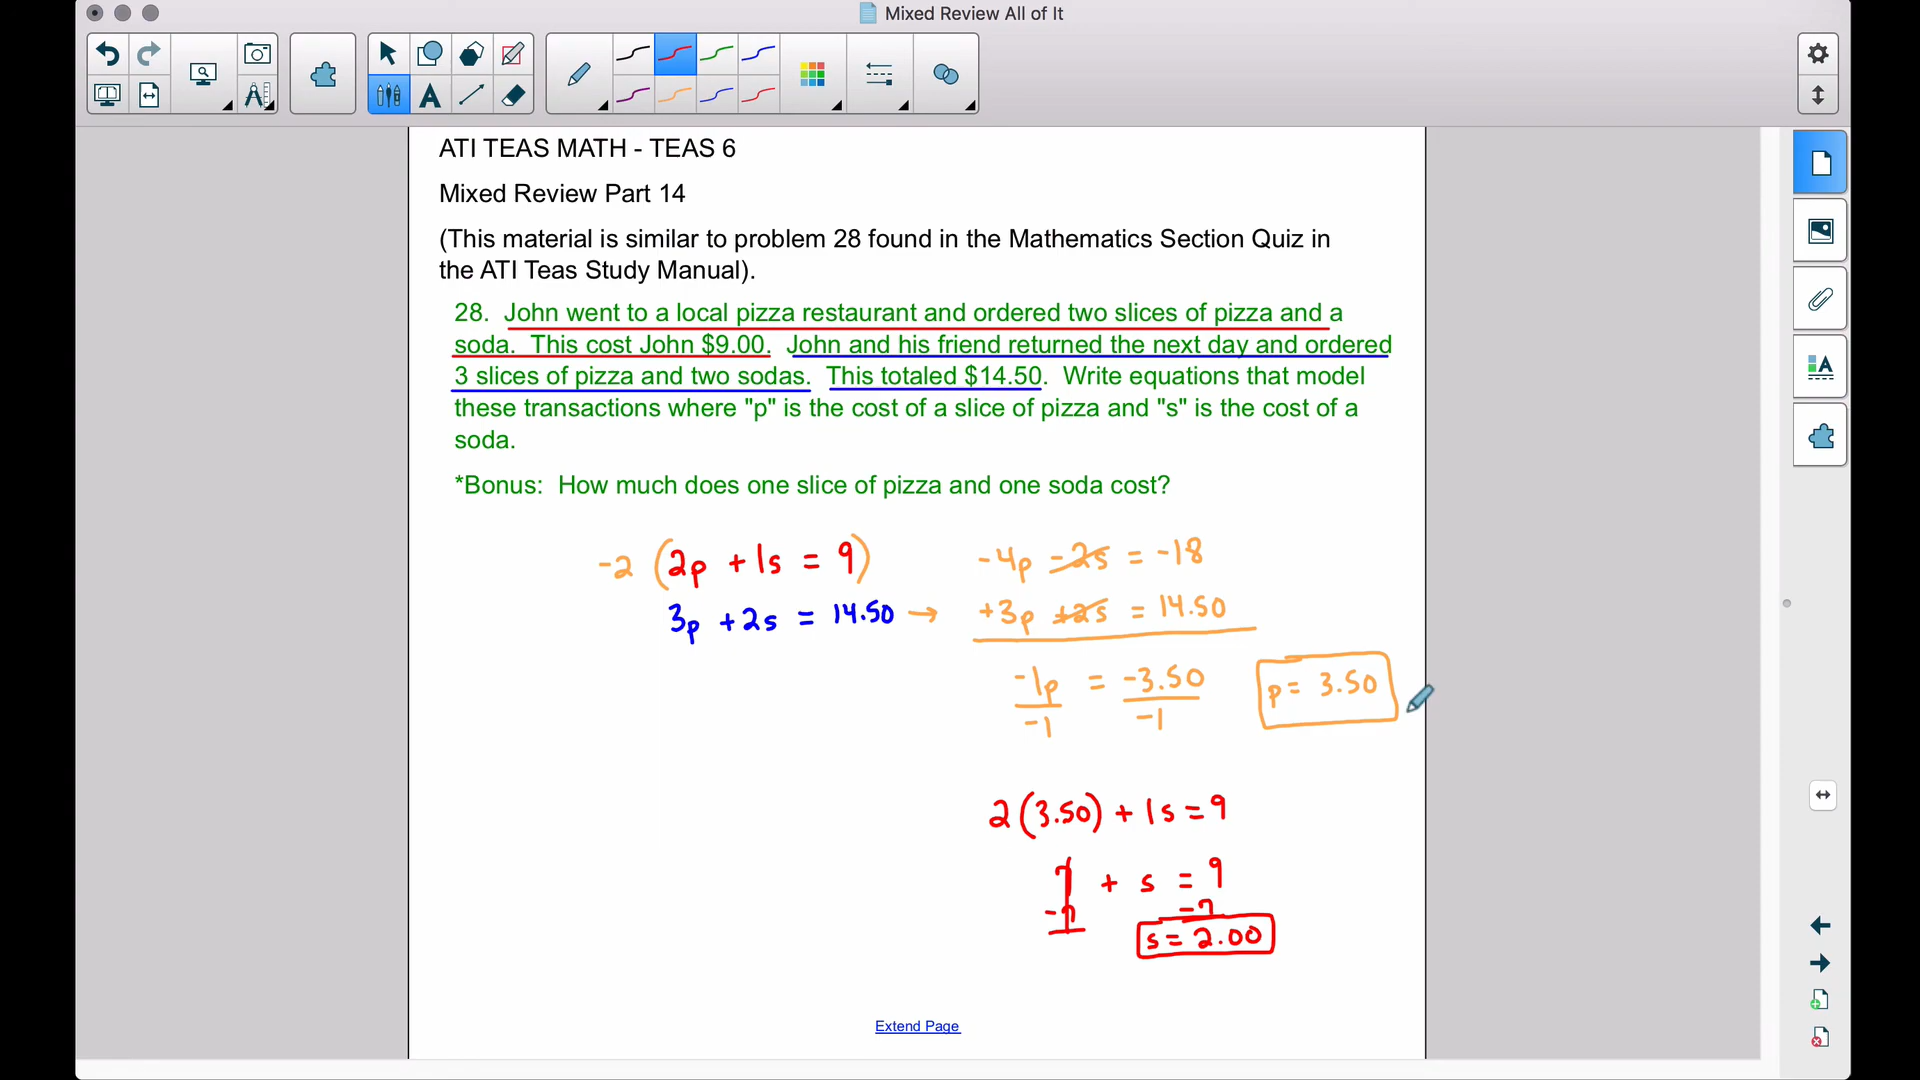 Mixed Review All of It
ATI TEAS MATH - TEAS 6
Mixed Review Part 14
(This material is similar to problem 28 found in the Mathematics Section Quiz in
the ATI Teas Study Manual).
28. John went to a local pizza restaurant and ordered two slices of pizza and a
soda. This cost John $9.00. John and his friend returned the next day and ordered
3 slices of pizza and two sodas. This totaled $14.50. Write equations that model
these transactions where "p" is the cost of a slice of pizza and "s" is the cost of a
soda.
*Bonus: How much does one slice of pizza and one soda cost?
-2 (2p + 1s = 9)
3p + 2s = 14.50 →
-4p - 2s = -18
+3p + 2s = 14.50
-1p = -3.50
-1 -1
p = 3.50
2(3.50) + 1s = 9
7 + s = 9
-7 -7
s = 2.00
Extend Page